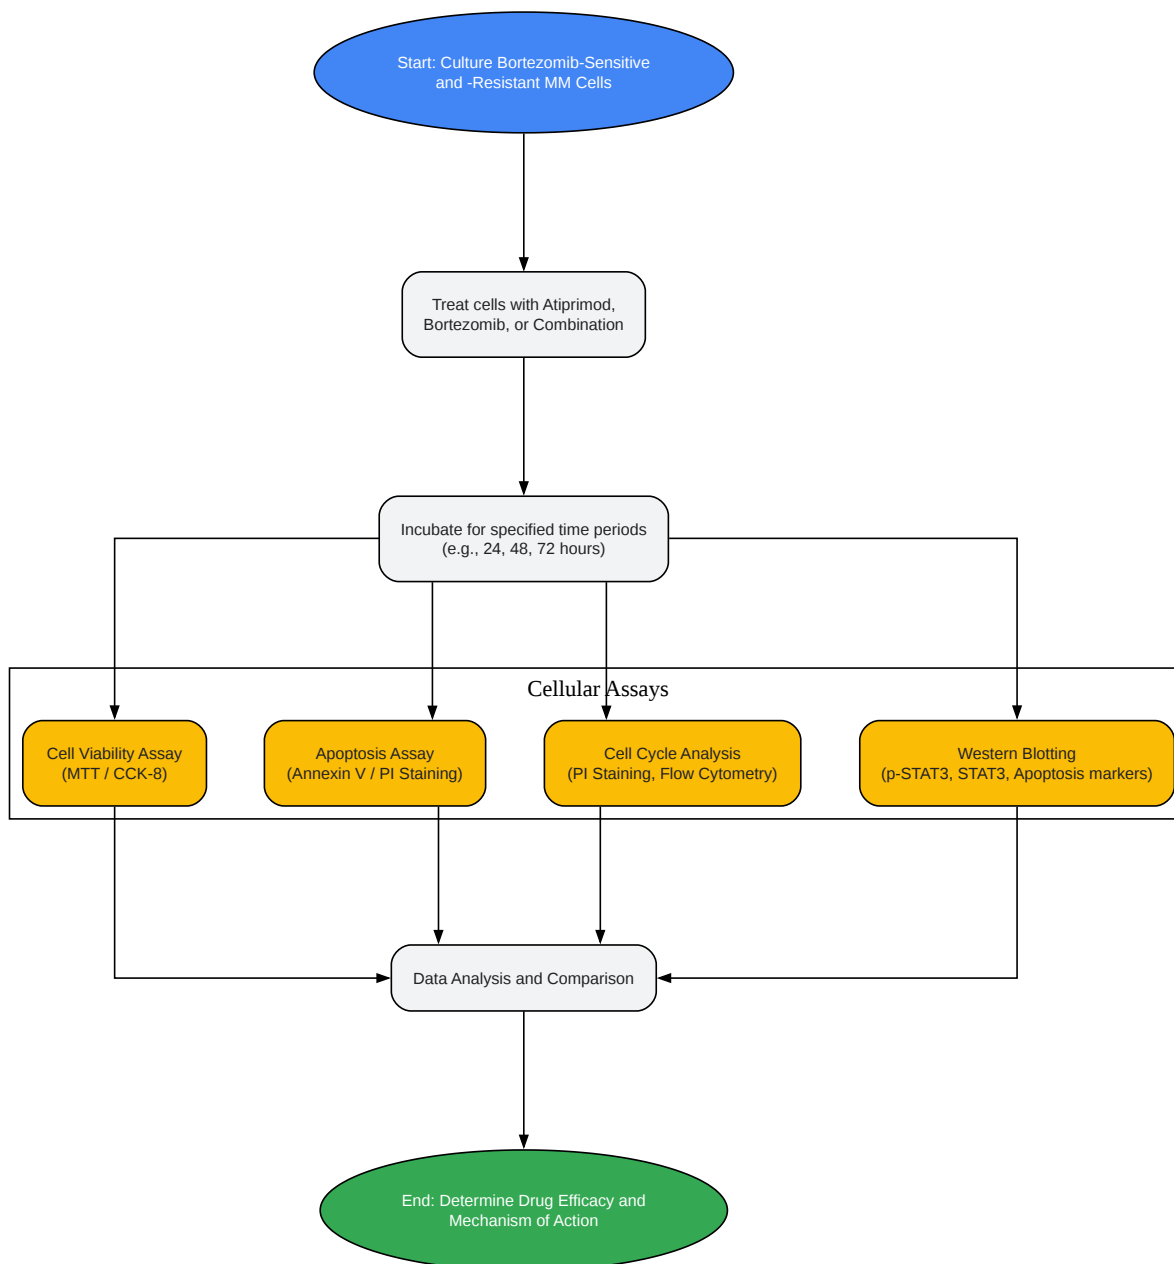 Start: Culture Bortezomib-Sensitive
and -Resistant MM Cells
Treat cells with Atiprimod,
Bortezomib, or Combination
Incubate for specified time periods
(e.g., 24, 48, 72 hours)
Cellular Assays
Cell Viability Assay
(MTT / CCK-8)
Apoptosis Assay
(Annexin V / PI Staining)
Cell Cycle Analysis
(PI Staining, Flow Cytometry)
Western Blotting
(p-STAT3, STAT3, Apoptosis markers)
Data Analysis and Comparison
End: Determine Drug Efficacy and
Mechanism of Action